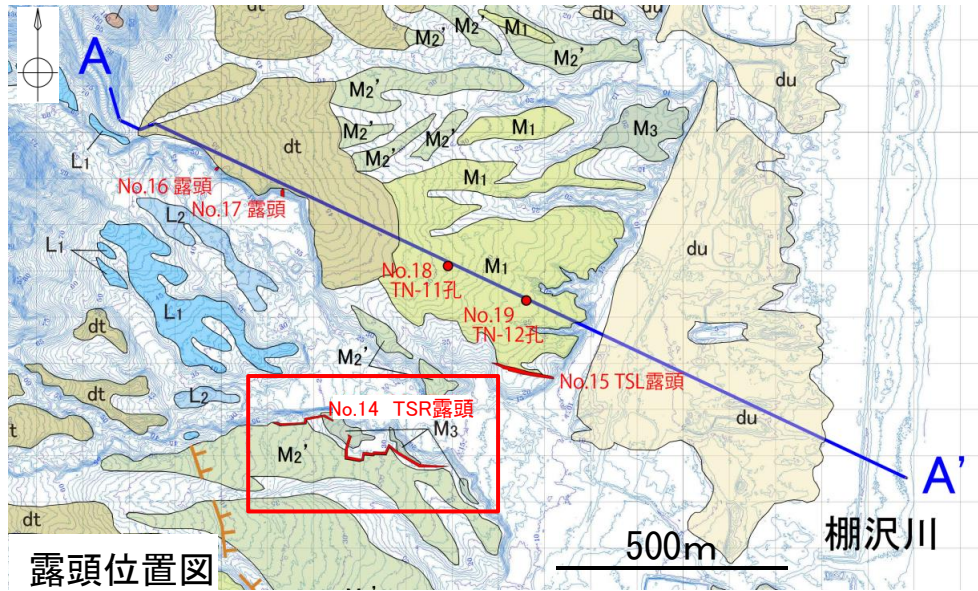 A
M₂'
M₂'
M₁
M₂'
du
du
M₂'
L₁
dt
M₂'
M₂'
M₂'
M₁
M₃
No.16 露頭
No.17 露頭
L₂
M₁
L₁
No.18
TN-11孔
M₁
du
No.19
TN-12孔
L₁
M₂'
No.15 TSL露頭
dt
L₂
No.14 TSR露頭
du
M₃
M₂'
A'
dt
500m
棚沢川
露頭位置図